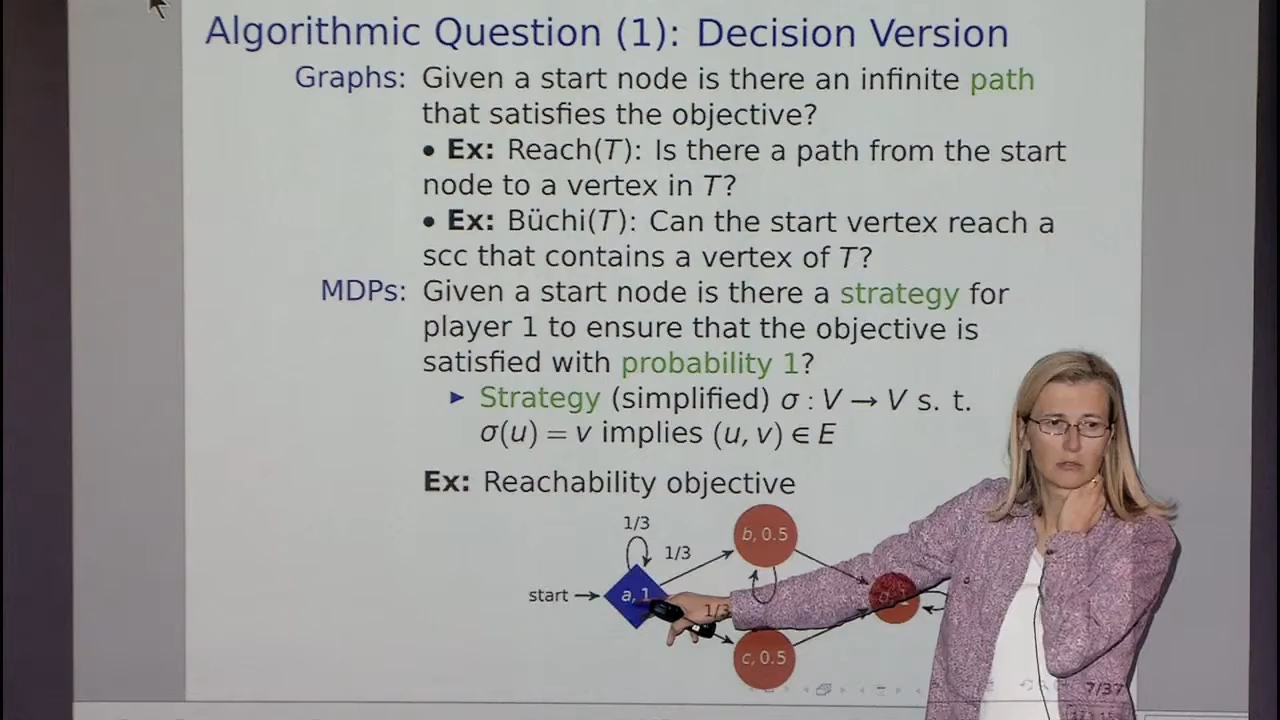 Algorithmic Question (1): Decision Version
Graphs: Given a start node is there an infinite path
that satisfies the objective?
• Ex: Reach(T): Is there a path from the start
node to a vertex in T?
• Ex: Büchi(T): Can the start vertex reach a
scc that contains a vertex of T?
MDPs: Given a start node is there a strategy for
player 1 to ensure that the objective is
satisfied with probability 1?
▶ Strategy (simplified) σ : V → V s. t.
σ(u) = v implies (u, v) ∈ E
Ex: Reachability objective
1/3
b, 0.5
1/3
start
a, 1
1/3
c, 0.5
7/37